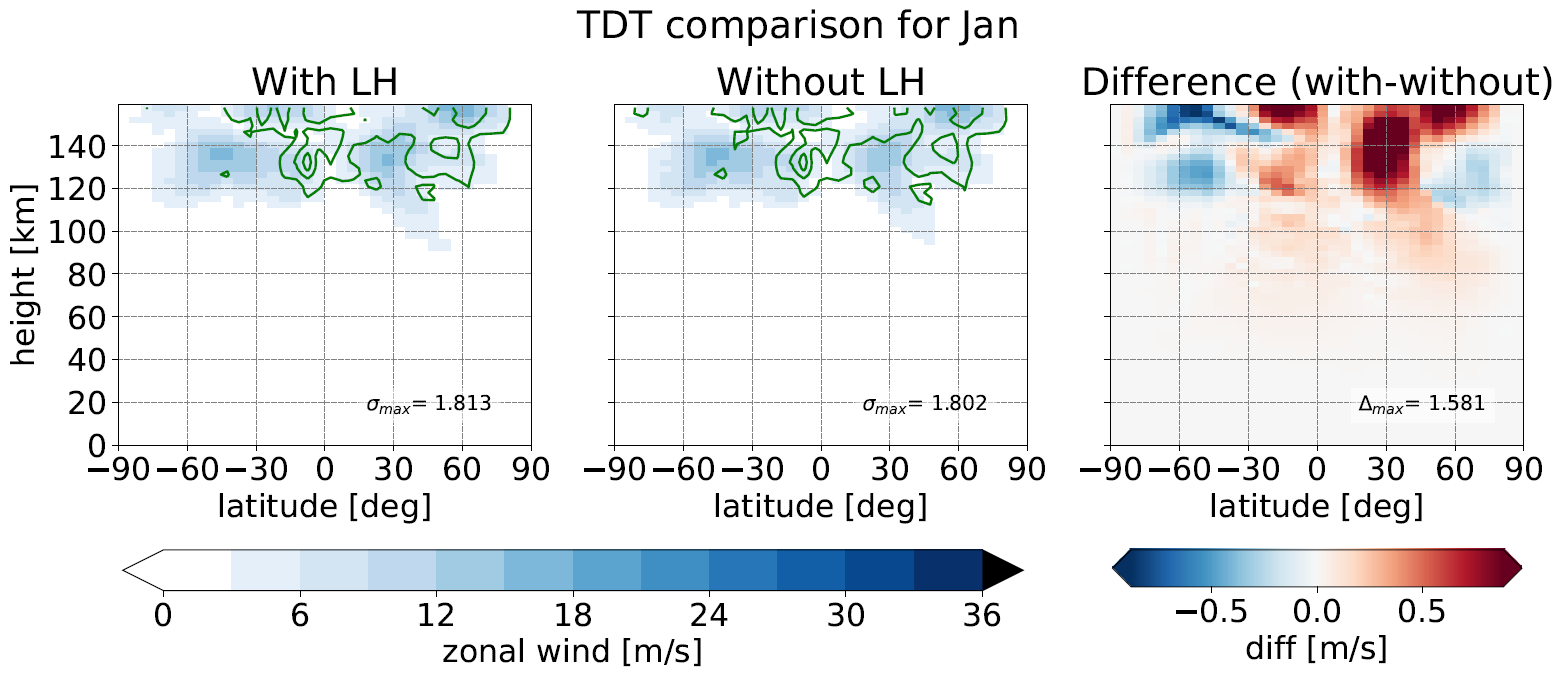 TDT comparison for Jan
With LH
Without LH
Difference (with-without)
height [km]
140
120
100
80
60
40
20
0
σmax= 1.813
σmax= 1.802
Δmax= 1.581
−90 −60 −30 0 30 60 90
−90 −60 −30 0 30 60 90
−90 −60 −30 0 30 60 90
latitude [deg]
latitude [deg]
latitude [deg]
0 6 12 18 24 30 36
zonal wind [m/s]
−0.5 0.0 0.5
diff [m/s]